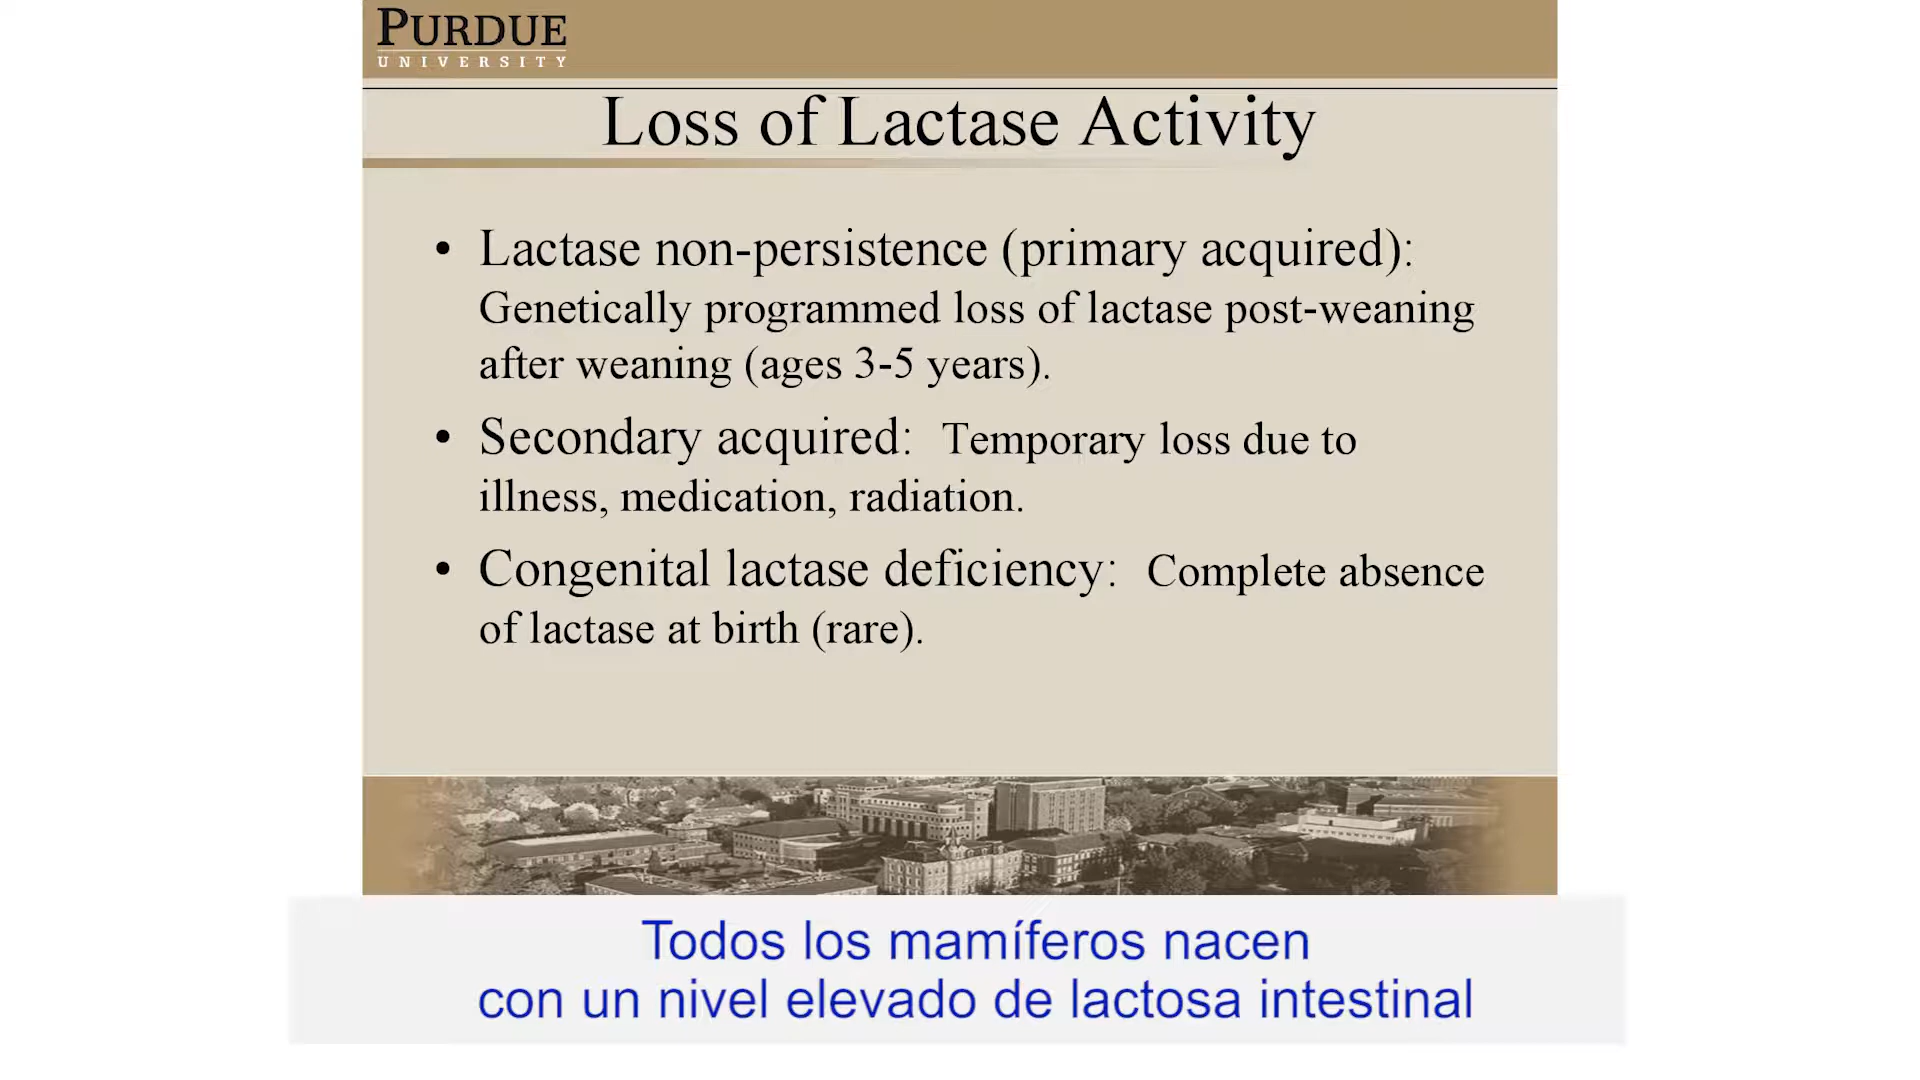 PURDUE
UNIVERSITY
Loss of Lactase Activity
• Lactase non-persistence (primary acquired):
Genetically programmed loss of lactase post-weaning
after weaning (ages 3-5 years).
• Secondary acquired: Temporary loss due to
illness, medication, radiation.
• Congenital lactase deficiency: Complete absence
of lactase at birth (rare).
Todos los mamíferos nacen
con un nivel elevado de lactosa intestinal